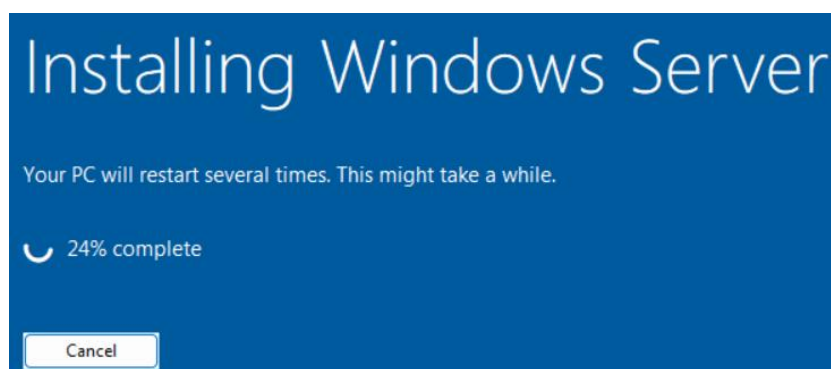 Installing Windows Server
Your PC will restart several times. This might take a while.
24% complete
Cancel